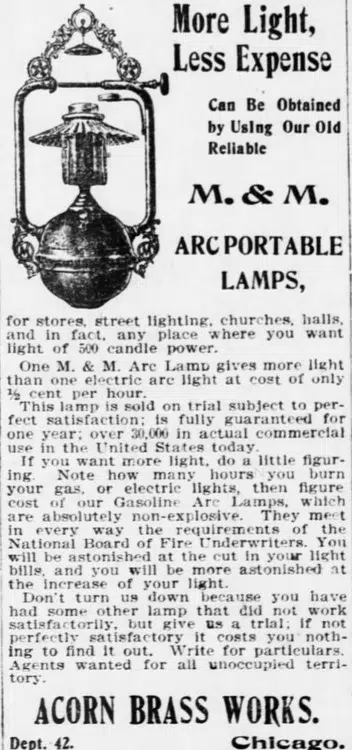 More Light,
Less Expense
Can Be Obtained
by Using Our Old
Reliable
M. & M.
ARC PORTABLE
LAMPS,
for stores, street lighting, churches, halls,
and in fact, any place where you want
light of 500 candle power.
One M. & M. Arc Lamp gives more light
than one electric arc light at cost of only
½ cent per hour.
This lamp is sold on trial subject to per-
fect satisfaction; is fully guaranteed for
one year; over 30,000 in actual commercial
use in the United States today.
If you want more light, do a little figur-
ing. Note how many hours you burn
your gas, or electric lights, then figure
cost of our Gasoline Arc Lamps, which
are absolutely non-explosive. They meet
in every way the requirements of the
National Board of Fire Underwriters. You
will be astonished at the cut in your light
bills, and you will be more astonished at
the increase of your light.
Don't turn us down because you have
had some other lamp that did not work
satisfactorily, but give us a trial; if not
perfectly satisfactory it costs you noth-
ing to find it out. Write for particulars.
Agents wanted for all unoccupied terri-
tory.
ACORN BRASS WORKS.
Dept. 42. Chicago.